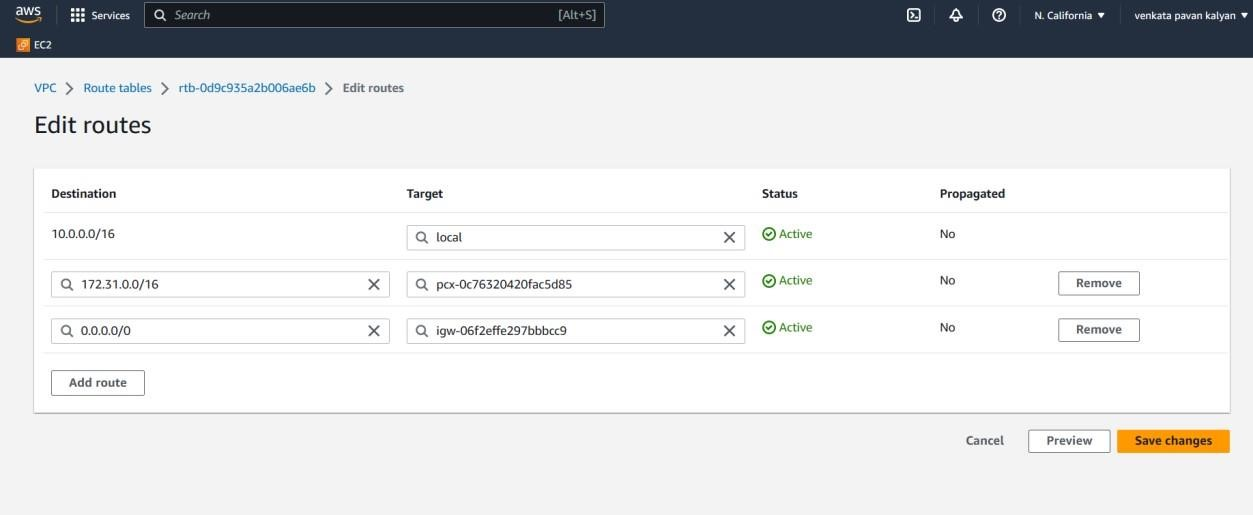 aws
Services
Search
[Alt+S]
N. California
venkata pavan kalyan
EC2
VPC > Route tables > rtb-0d9c935a2b006ae6b > Edit routes
Edit routes
Destination Target Status Propagated
10.0.0.0/16 local Active No
172.31.0.0/16 pcx-0c76320420fac5d85 Active No Remove
0.0.0.0/0 igw-06f2effe297bbbcc9 Active No Remove
Add route
Cancel Preview Save changes